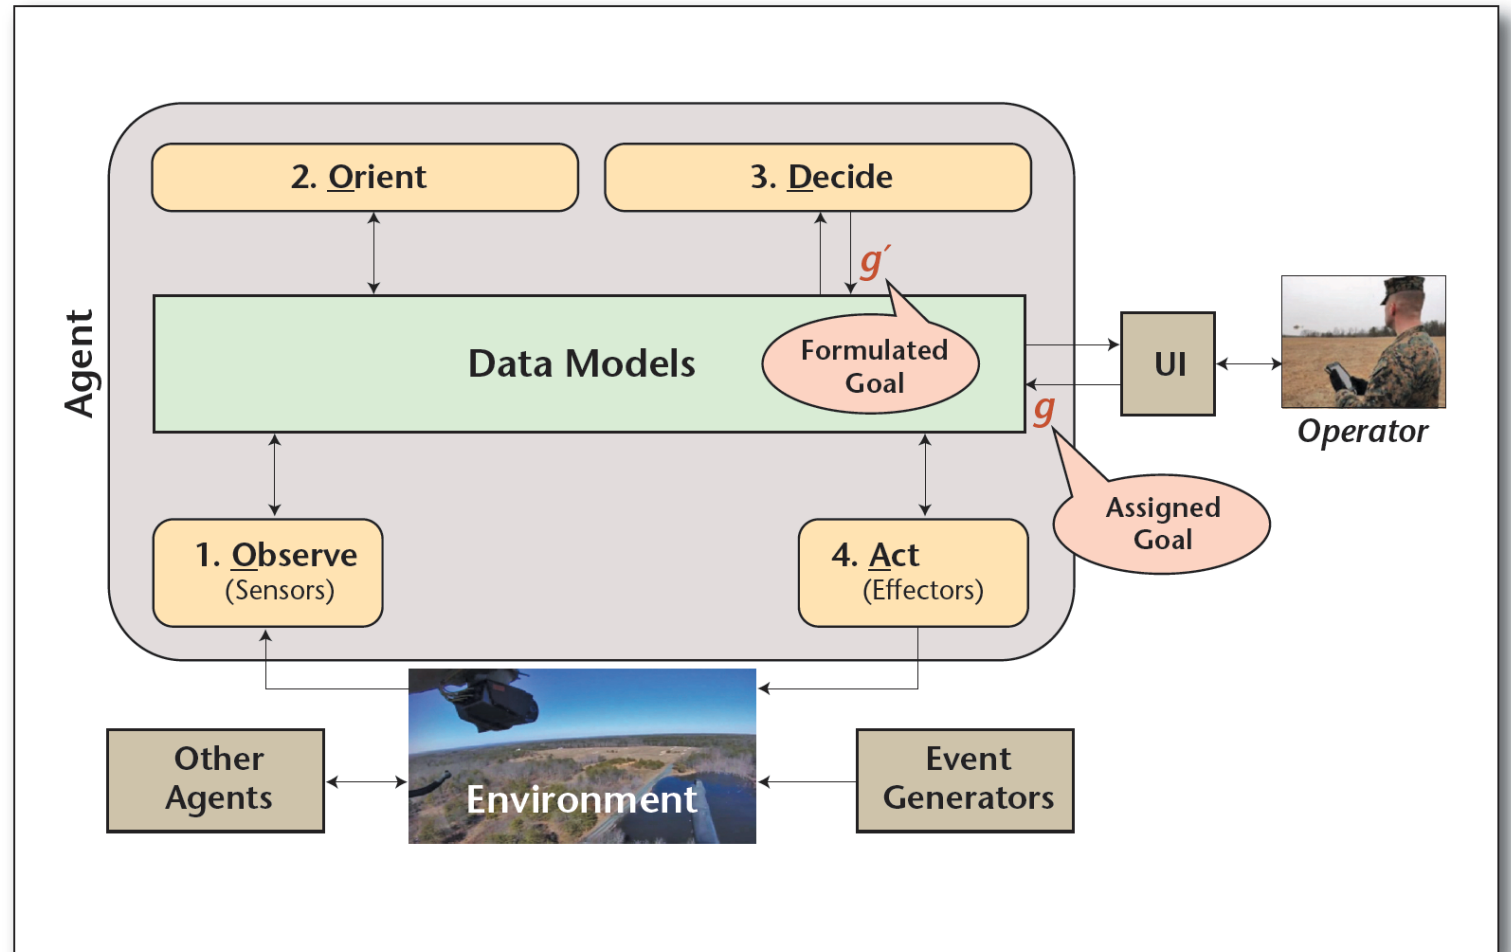 2. Orient
3. Decide
g′
Agent
Data Models
Formulated
Goal
UI
g
Operator
Assigned
Goal
1. Observe
(Sensors)
4. Act
(Effectors)
Other
Agents
Environment
Event
Generators